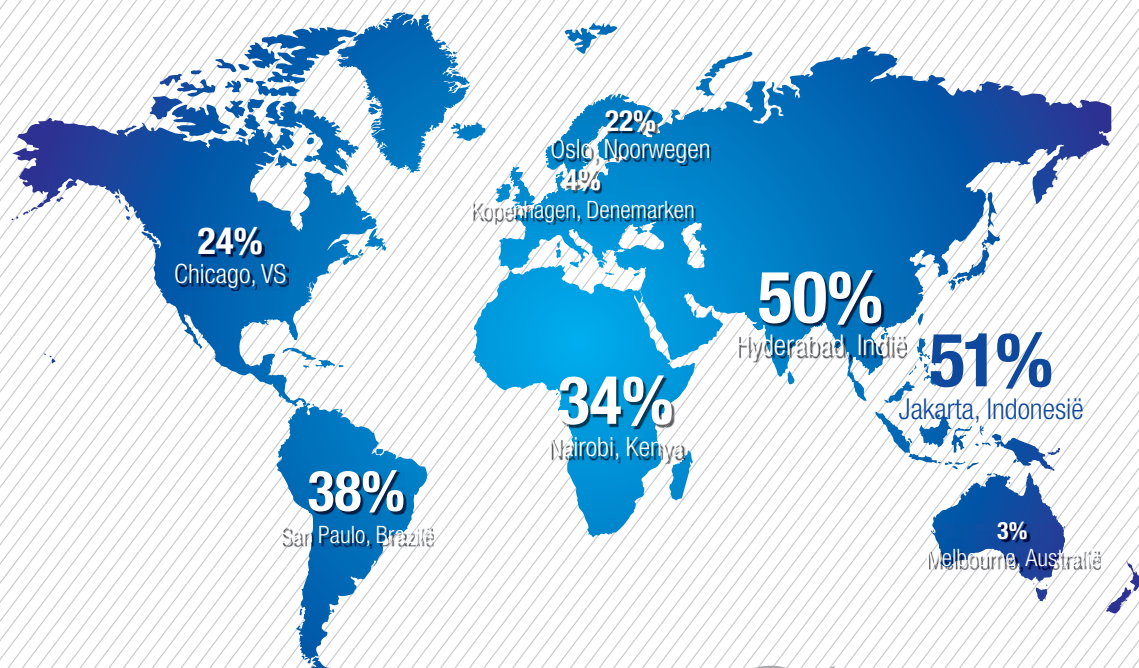 22%
Oslo, Noorwegen
4%
Kopenhagen, Denemarken
24%
Chicago, VS
50%
Hyderabad, Indië
51%
Jakarta, Indonesië
34%
Nairobi, Kenya
38%
San Paulo, Brazilë
3%
Melbourne, Australië